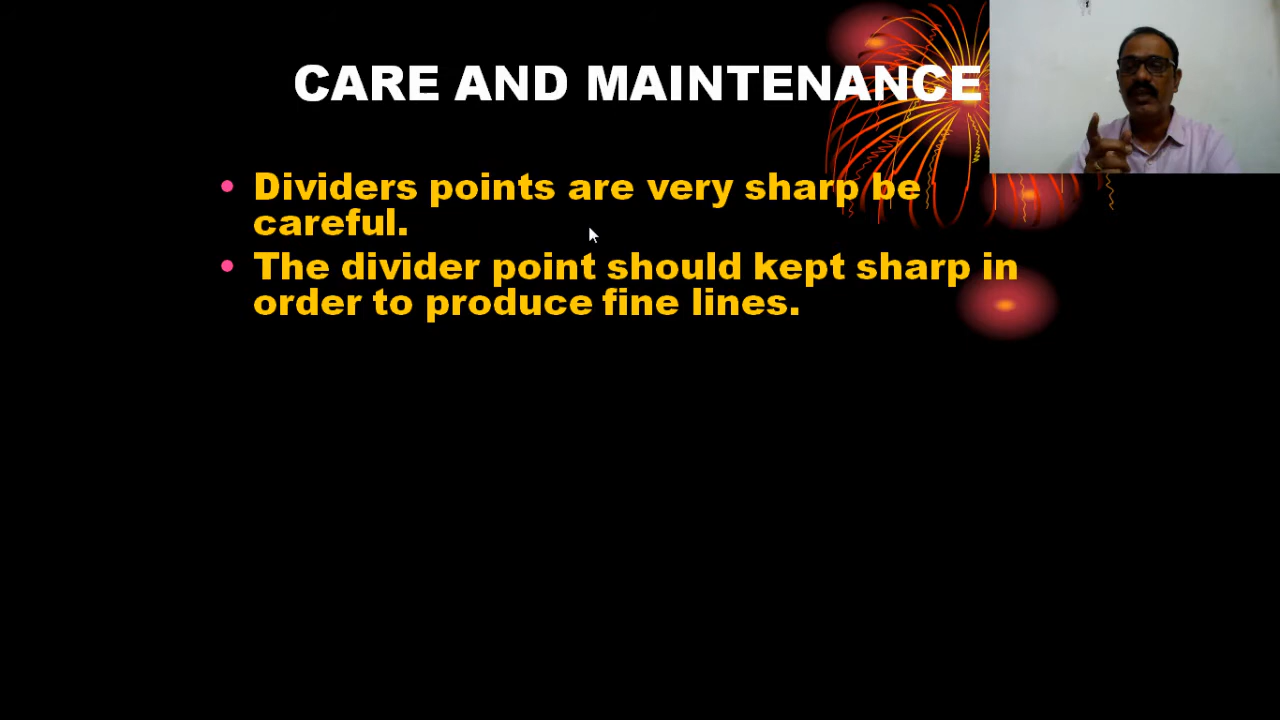 CARE AND MAINTENANCE
• Dividers points are very sharp be
careful.
• The divider point should kept sharp in
order to produce fine lines.